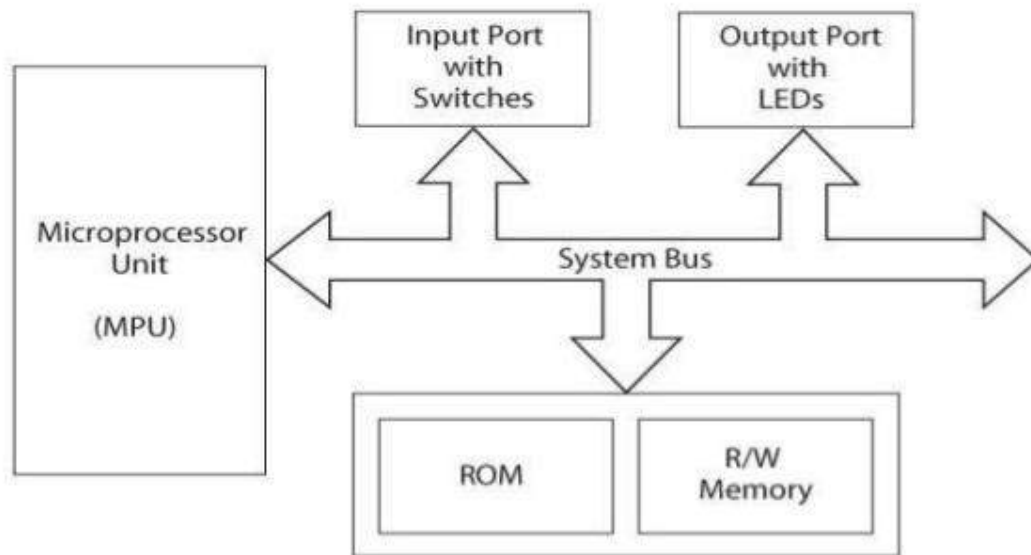 Input Port
with
Switches
Output Port
with
LEDs
Microprocessor
Unit
(MPU)
System Bus
ROM
R/W
Memory